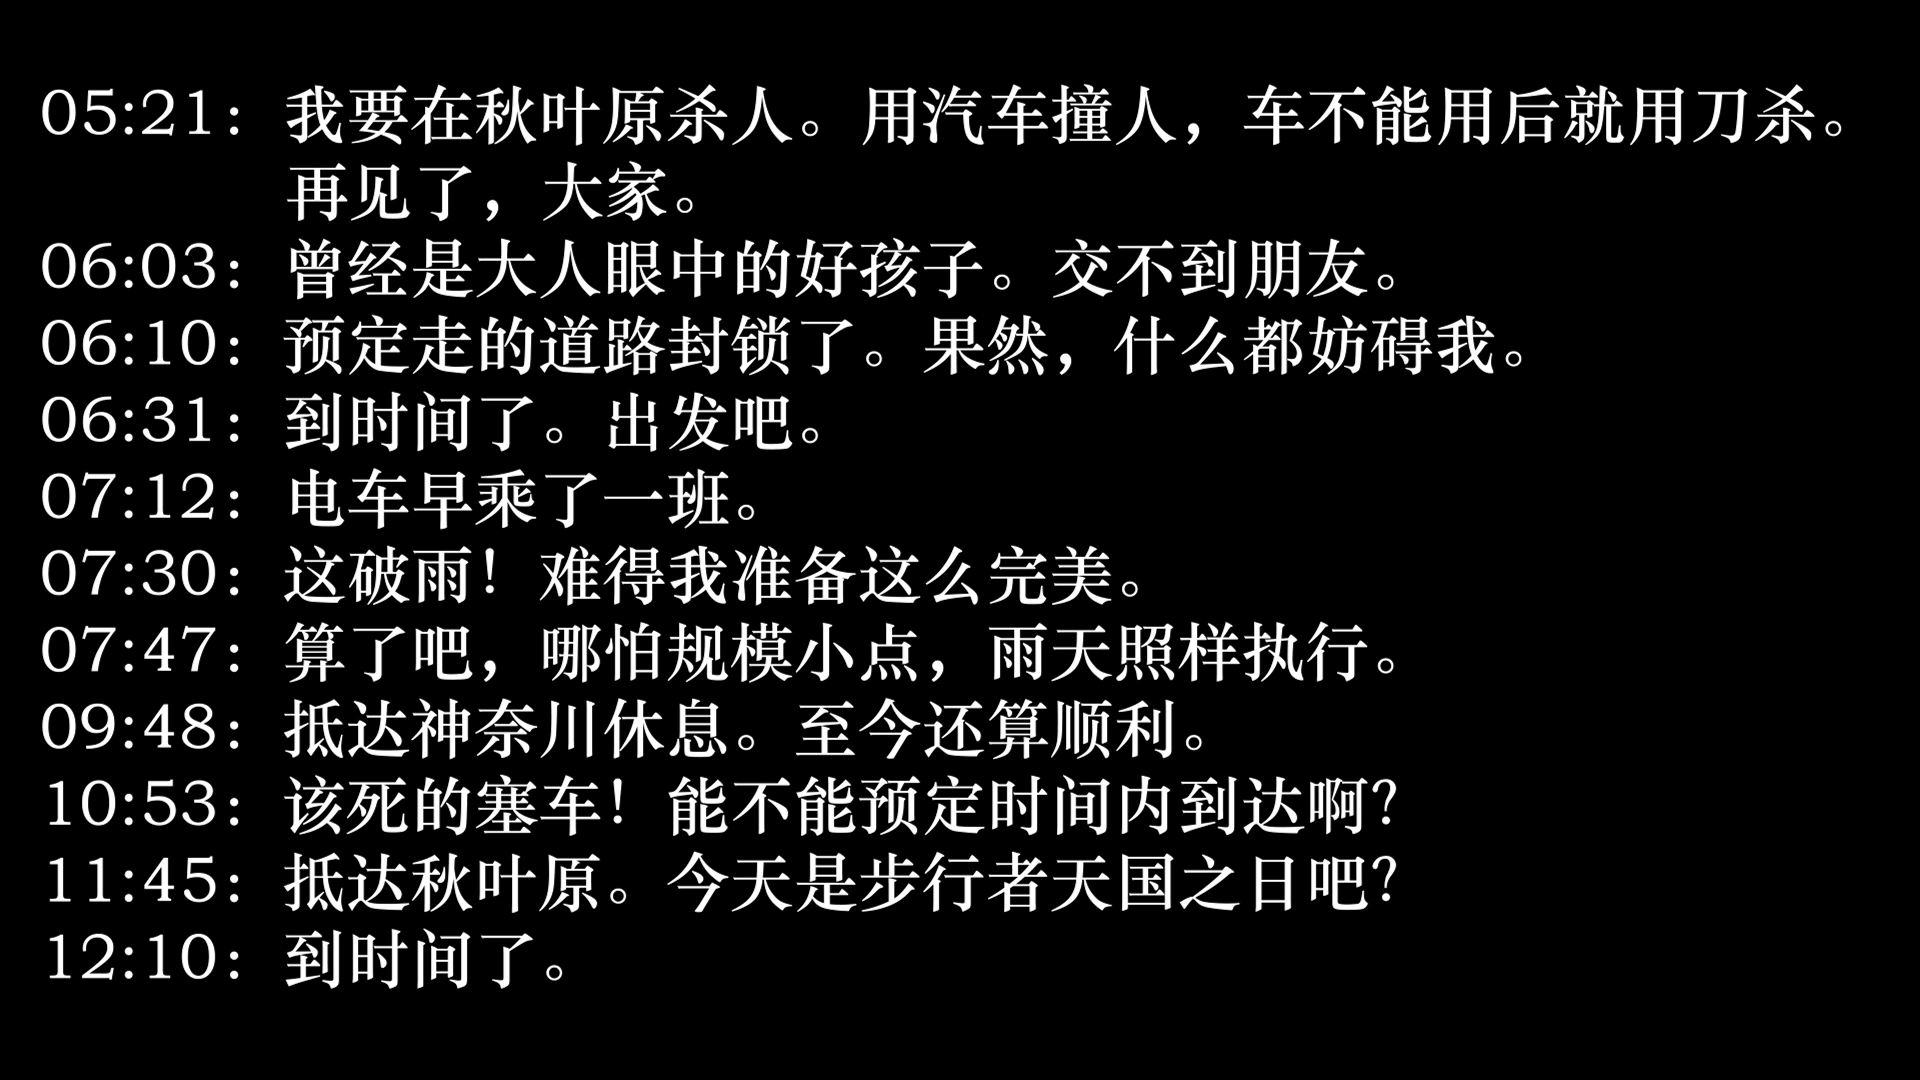 05:21：我要在秋叶原杀人。用汽车撞人，车不能用后就用刀杀。
再见了，大家。
06:03：曾经是大人眼中的好孩子。交不到朋友。
06:10：预定走的道路封锁了。果然，什么都妨碍我。
06:31：到时间了。出发吧。
07:12：电车早乘了一班。
07:30：这破雨！难得我准备这么完美。
07:47：算了吧，哪怕规模小点，雨天照样执行。
09:48：抵达神奈川休息。至今还算顺利。
10:53：该死的塞车！能不能预定时间内到达啊？
11:45：抵达秋叶原。今天是步行者天国之日吧？
12:10：到时间了。